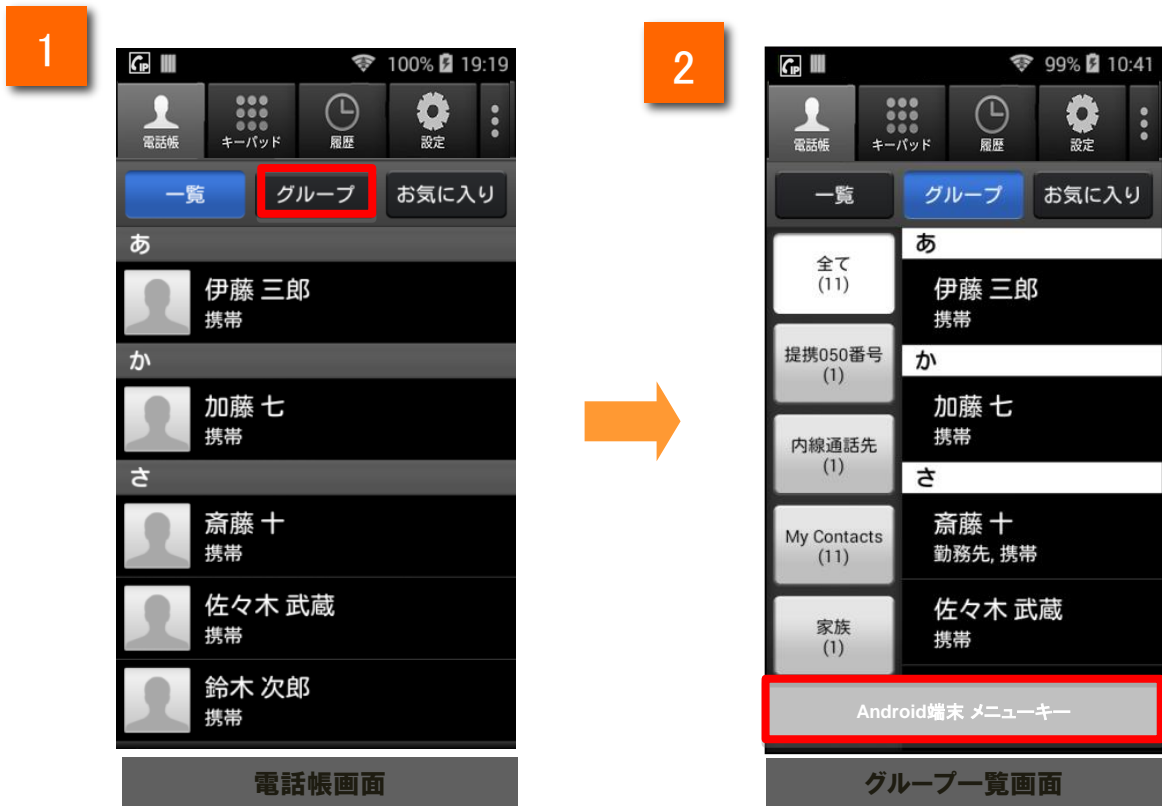 1
IP
100% 19:19
電話帳
キーパッド
履歴
設定
一覧
グループ
お気に入り
あ
伊藤 三郎
携帯
か
加藤 七
携帯
さ
斎藤 十
携帯
佐々木 武蔵
携帯
鈴木 次郎
携帯
電話帳画面
2
IP
99% 10:41
電話帳
キーパッド
履歴
設定
一覧
グループ
お気に入り
全て
(11)
提携050番号
(1)
内線通話先
(1)
My Contacts
(11)
家族
(1)
あ
伊藤 三郎
携帯
か
加藤 七
携帯
さ
斎藤 十
勤務先, 携帯
佐々木 武蔵
携帯
Android端末 メニューキー
グループ一覧画面